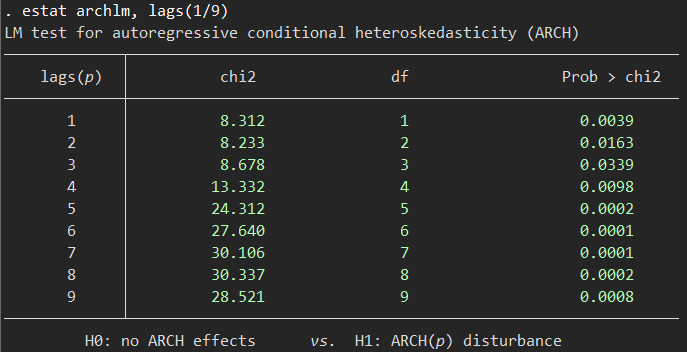 . estat archlm, lags(1/9)
LM test for autoregressive conditional heteroskedasticity (ARCH)
lags(p) chi2 df Prob > chi2
1 8.312 1 0.0039
2 8.233 2 0.0163
3 8.678 3 0.0339
4 13.332 4 0.0098
5 24.312 5 0.0002
6 27.640 6 0.0001
7 30.106 7 0.0001
8 30.337 8 0.0002
9 28.521 9 0.0008
H0: no ARCH effects vs. H1: ARCH(p) disturbance